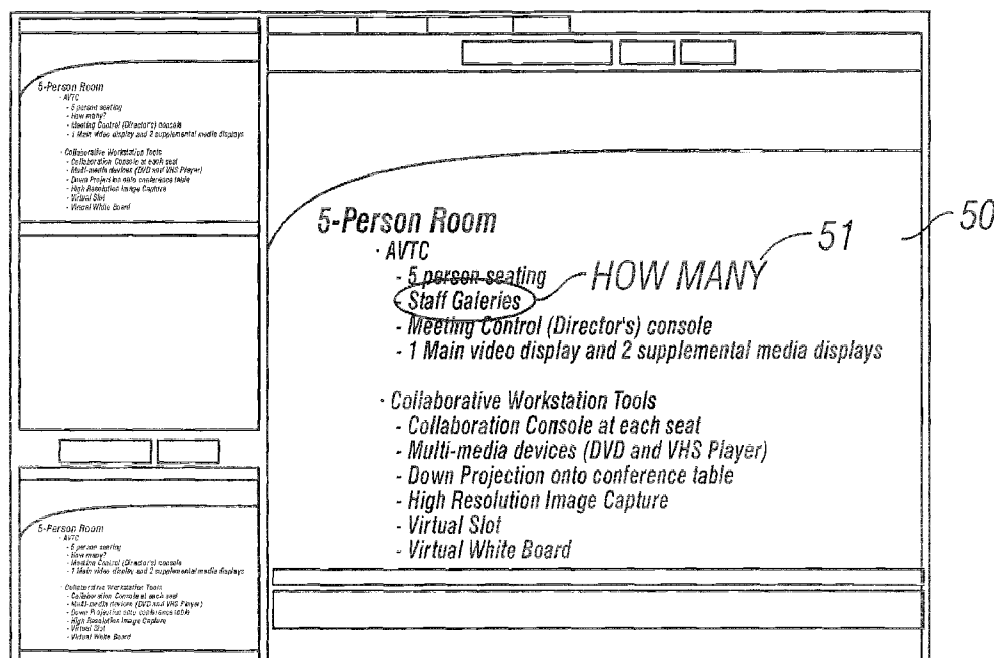 5-Person Room
· AVTC
- 5 person seating
- How many?
- Meeting Control (Director's) console
- 1 Main video display and 2 supplemental media displays
· Collaborative Workstation Tools
- Collaboration Console at each seat
- Multi-media devices (DVD and VHS Player)
- Down Projection onto conference table
- High Resolution Image Capture
- Virtual Slot
- Virtual White Board
5-Person Room
· AVTC
- 5 person seating
- How many?
- Meeting Control (Director's) console
- 1 Main video display and 2 supplemental media displays
· Collaborative Workstation Tools
- Collaboration Console at each seat
- Multi-media devices (DVD and VHS Player)
- Down Projection onto conference table
- High Resolution Image Capture
- Virtual Slot
- Virtual White Board
5-Person Room
· AVTC
- 5 person seating
- Staff Galeries
HOW MANY
51
50
- Meeting Control (Director's) console
- 1 Main video display and 2 supplemental media displays
· Collaborative Workstation Tools
- Collaboration Console at each seat
- Multi-media devices (DVD and VHS Player)
- Down Projection onto conference table
- High Resolution Image Capture
- Virtual Slot
- Virtual White Board